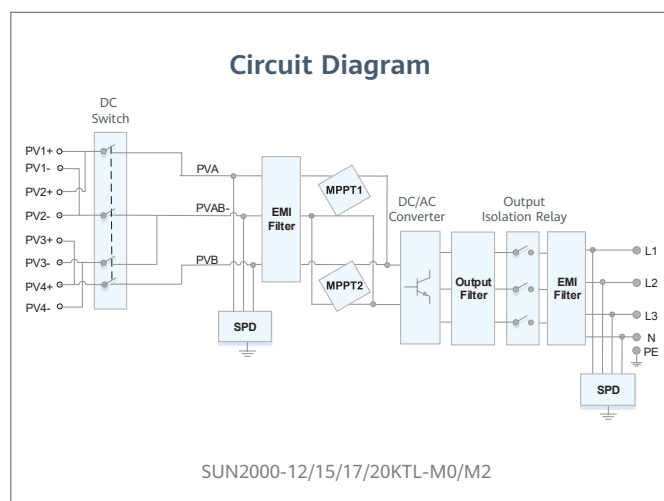 Circuit Diagram
DC
Switch
PV1+
PV1-
PV2+
PV2-
PV3+
PV3-
PV4+
PV4-
PVA
PVAB-
PVB
EMI
Filter
SPD
MPPT1
MPPT2
DC/AC
Converter
Output
Filter
Output
Isolation Relay
EMI
Filter
L1
L2
L3
N
PE
SPD
SUN2000-12/15/17/20KTL-M0/M2